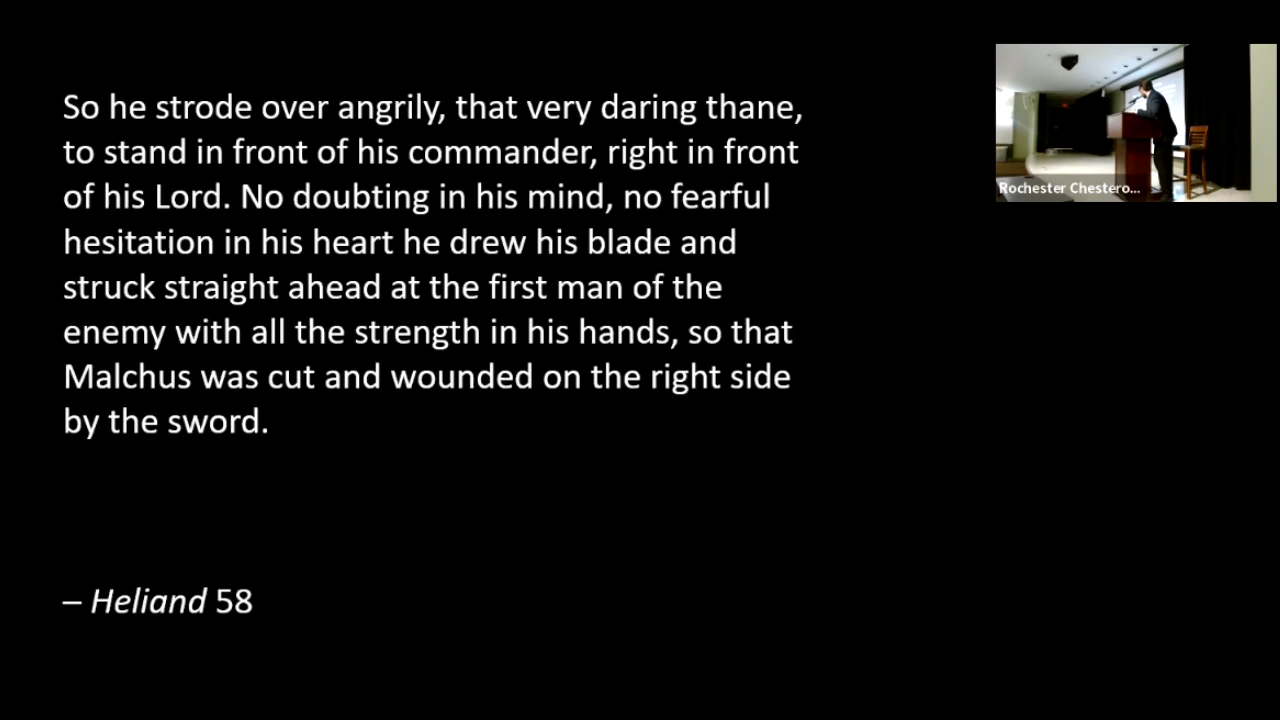 So he strode over angrily, that very daring thane,
to stand in front of his commander, right in front
of his Lord. No doubting in his mind, no fearful
hesitation in his heart he drew his blade and
struck straight ahead at the first man of the
enemy with all the strength in his hands, so that
Malchus was cut and wounded on the right side
by the sword.
– Heliand 58
Rochester Chestero...